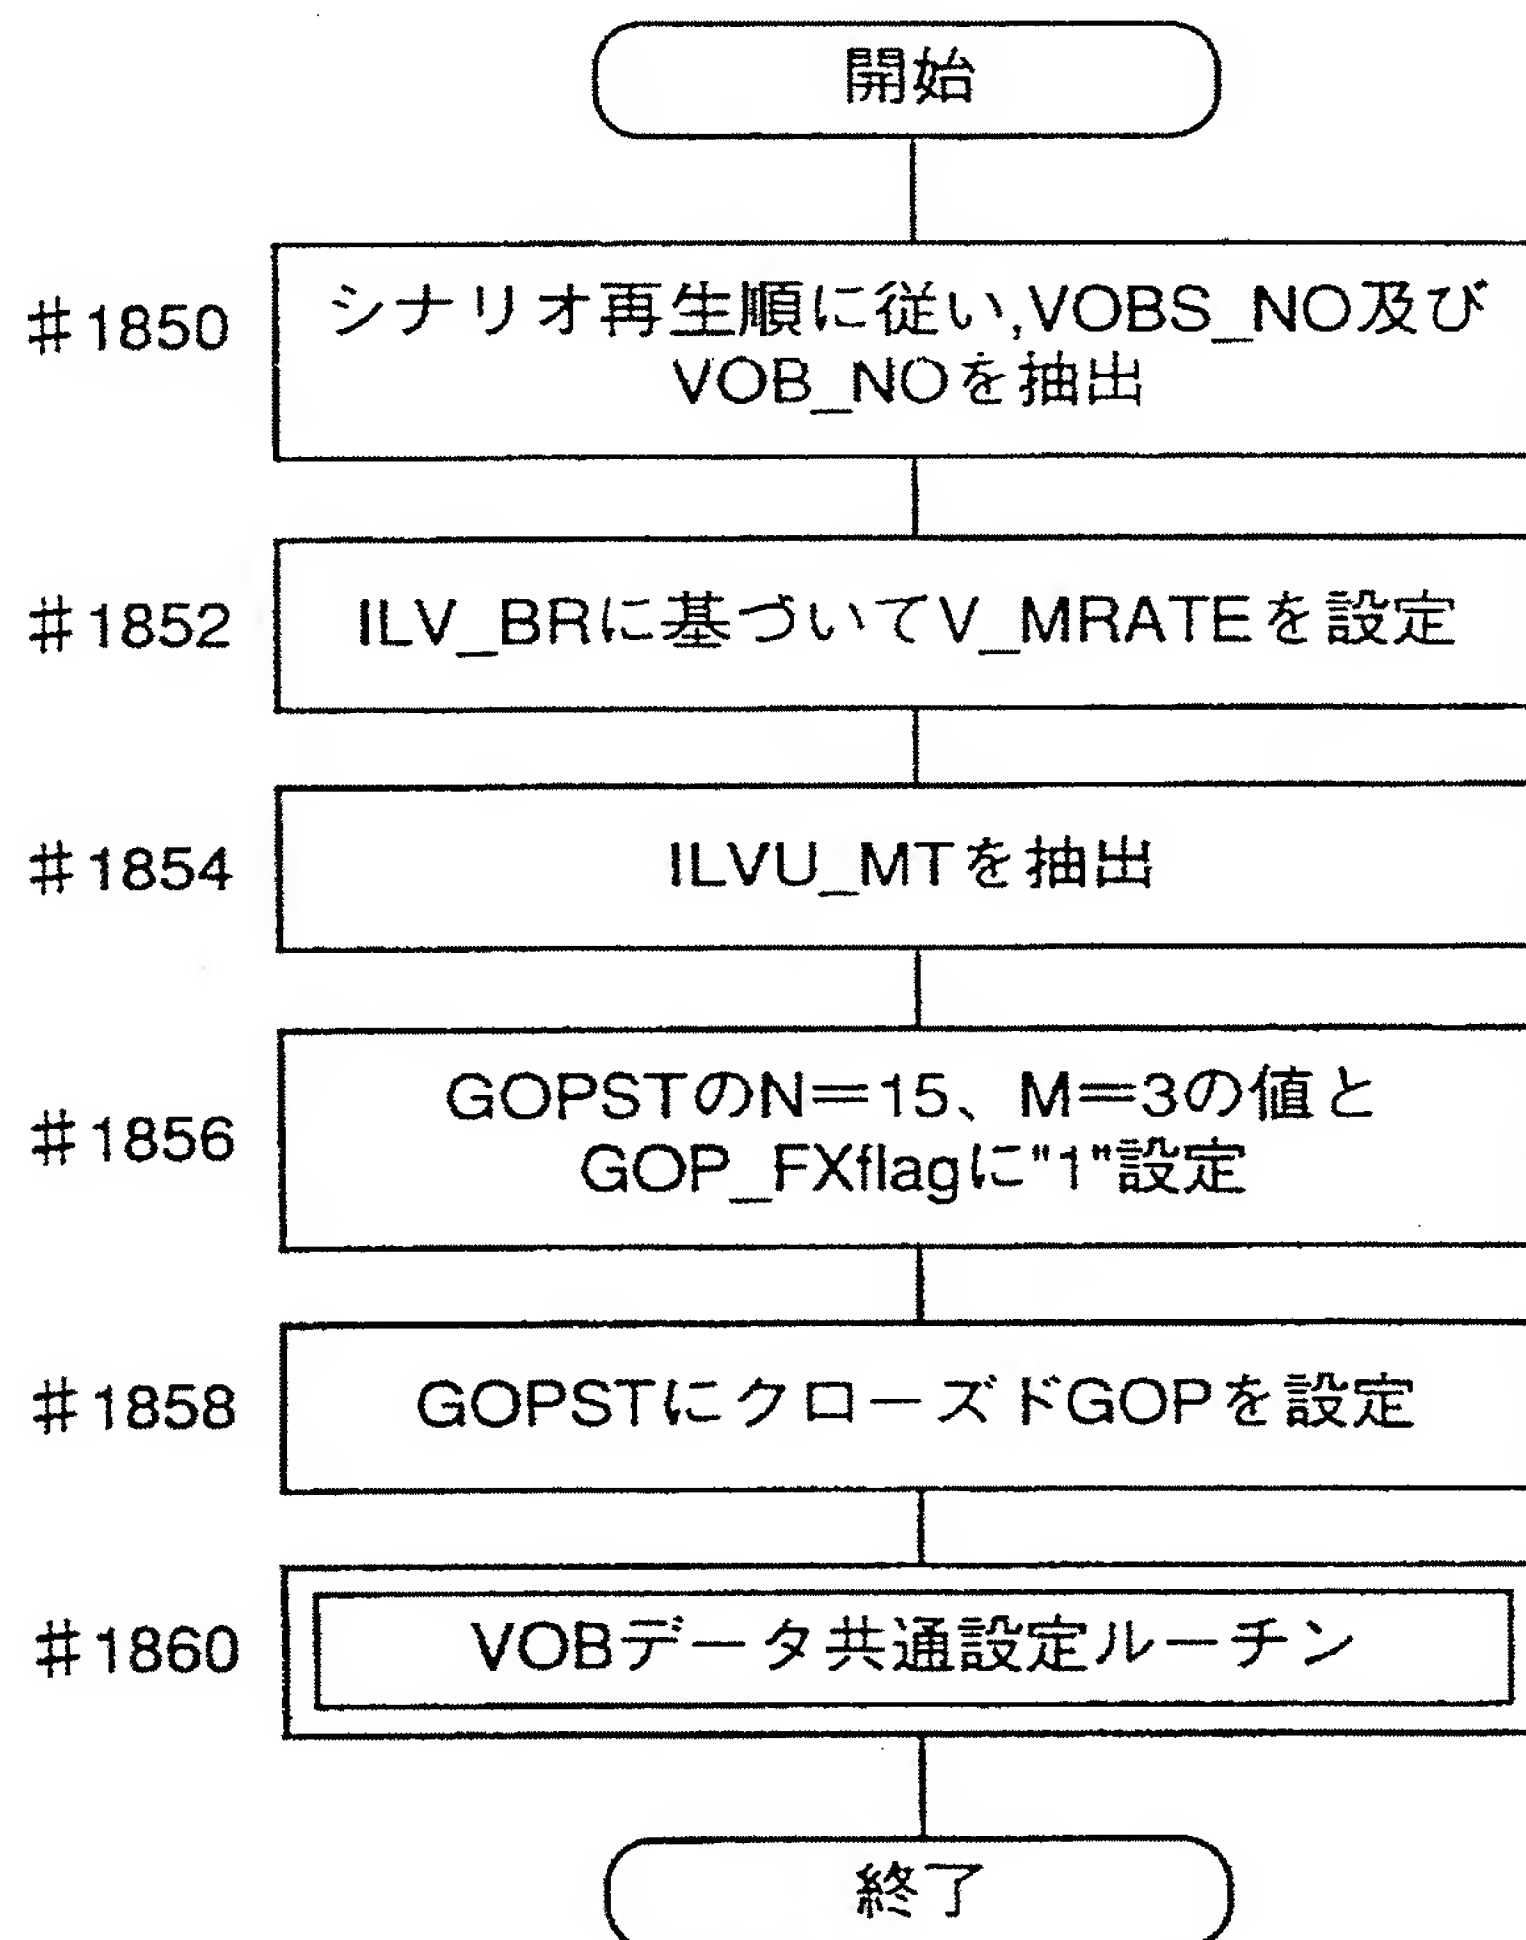 開始
#1850
シナリオ再生順に従い,VOBS_NO及び
VOB_NOを抽出
#1852
ILV_BRに基づいてV_MRATEを設定
#1854
ILVU_MTを抽出
#1856
GOPSTのN=15、M=3の値と
GOP_FXflagに"1"設定
#1858
GOPSTにクローズドGOPを設定
#1860
VOBデータ共通設定ルーチン
終了